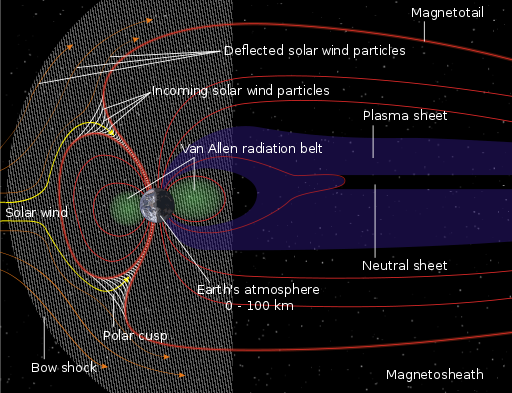 Magnetotail
Deflected solar wind particles
Incoming solar wind particles
Plasma sheet
Van Allen radiation belt
Solar wind
Neutral sheet
Earth's atmosphere
0 - 100 km
Polar cusp
Bow shock
Magnetosheath